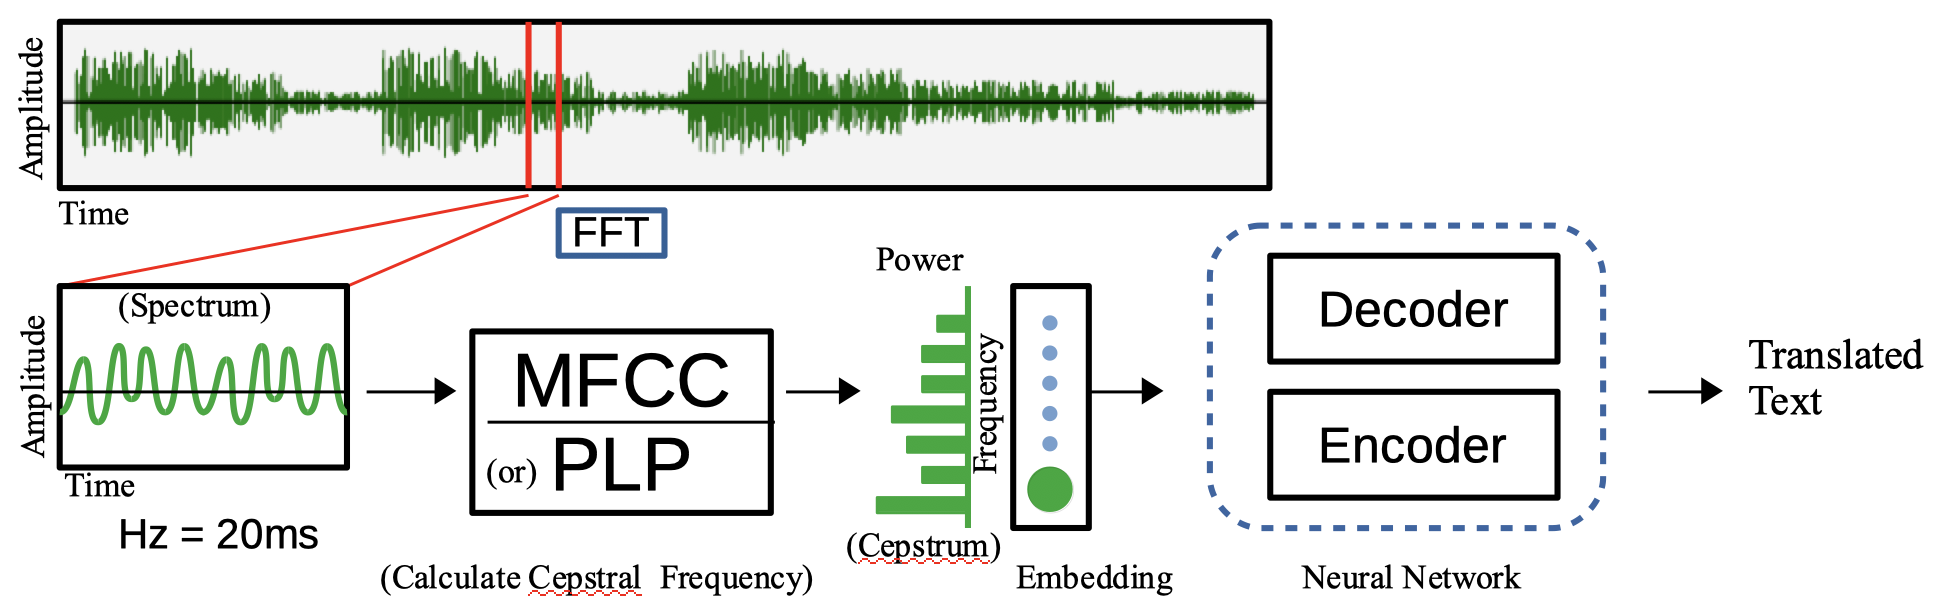 Amplitude
Time
FFT
(Spectrum)
Amplitude
Time
Hz = 20ms
MFCC
(or) PLP
(Calculate Cepstral Frequency)
Power
Frequency
(Cepstrum)
Embedding
Decoder
Encoder
Neural Network
Translated
Text